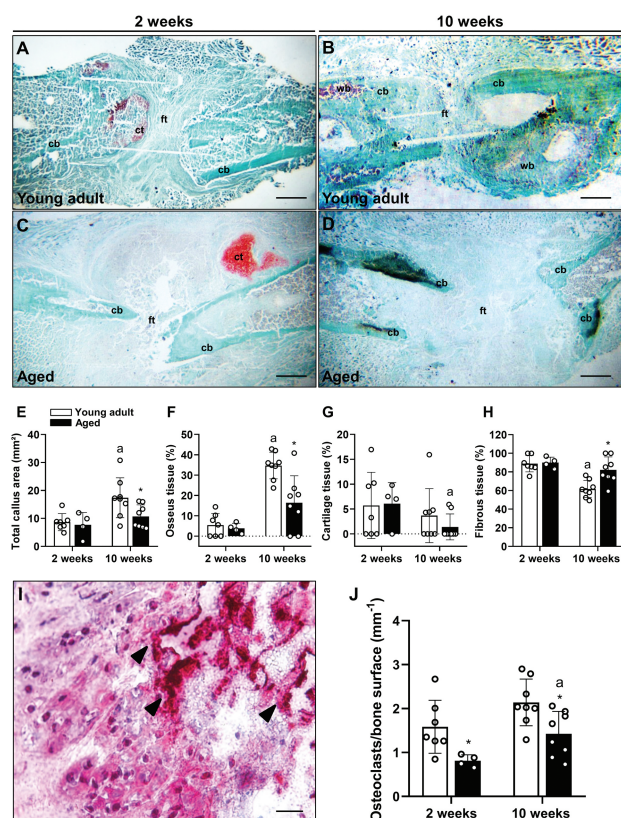 2 weeks 10 weeks
A B
wb cb cb
ft
ct ft
cb
cb wb
Young adult Young adult
C D
ct
cb
cb cb
ft ft
cb cb
Aged Aged
E Young adult F G H
Aged
Total callus area (mm²)
40
30
20
10
0
a
*
2 weeks 10 weeks
Osseus tissue (%)
50
40
30
20
10
0
a
*
2 weeks 10 weeks
Cartilage tissue (%)
20
15
10
5
0
a
2 weeks 10 weeks
Fibrous tissue (%)
150
100
50
0
a
*
2 weeks 10 weeks
I
J
Osteoclasts/bone surface (mm⁻¹)
4
3
2
1
0
*
a
*
2 weeks 10 weeks